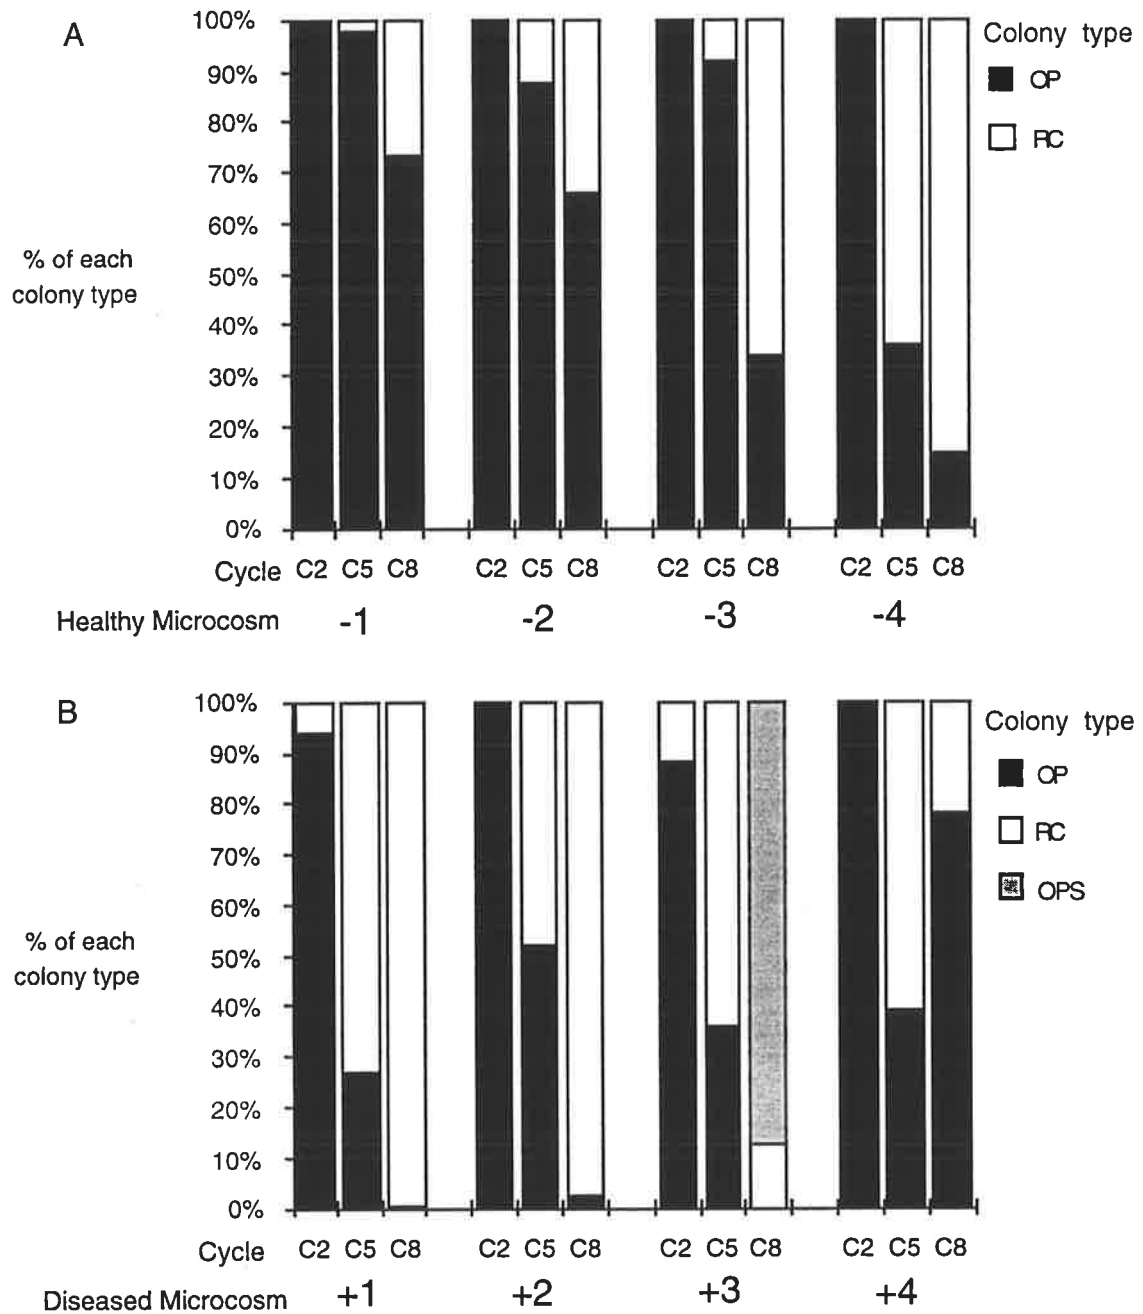 A
100%
90%
80%
70%
60%
50%
40%
30%
20%
10%
0%
% of each
colony type
Colony type
OP
RC
Cycle C2 C5 C8 C2 C5 C8 C2 C5 C8 C2 C5 C8
Healthy Microcosm -1 -2 -3 -4
B
100%
90%
80%
70%
60%
50%
40%
30%
20%
10%
0%
% of each
colony type
Colony type
OP
RC
OPS
Cycle C2 C5 C8 C2 C5 C8 C2 C5 C8 C2 C5 C8
Diseased Microcosm +1 +2 +3 +4